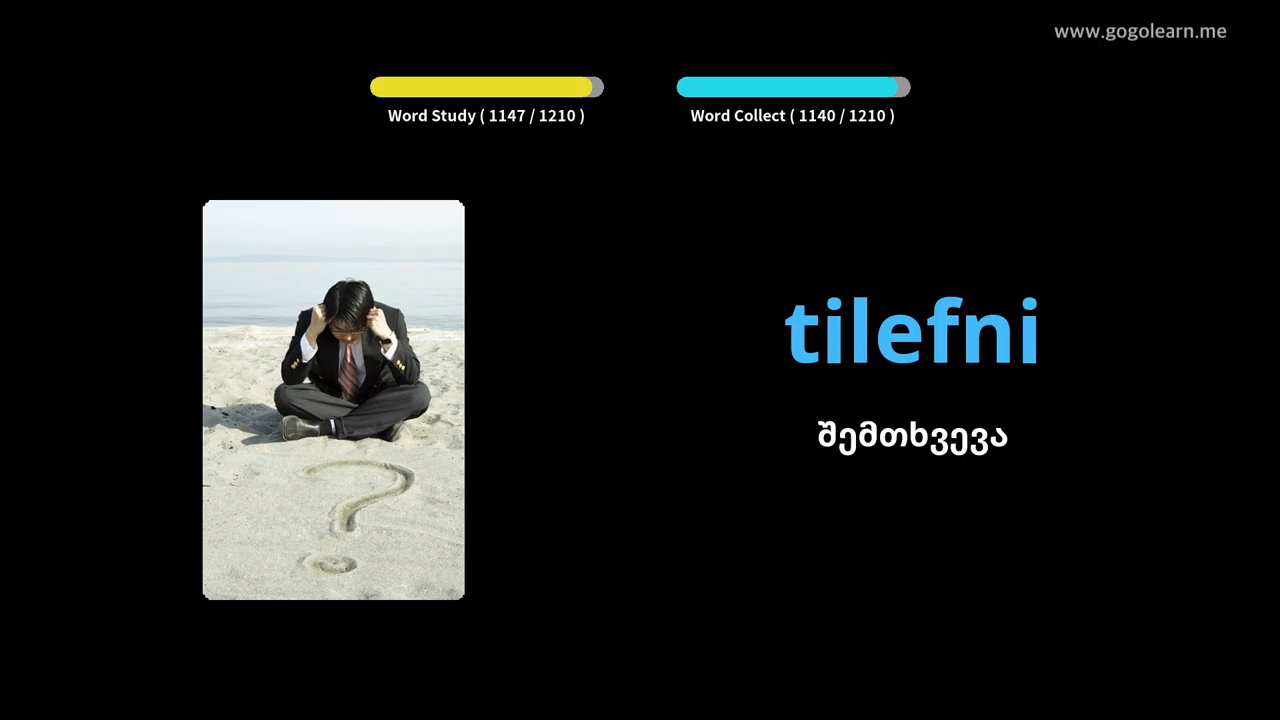 www.gogolearn.me
Word Study ( 1147 / 1210 )
Word Collect ( 1140 / 1210 )
tilefni
შემთხვევა
?